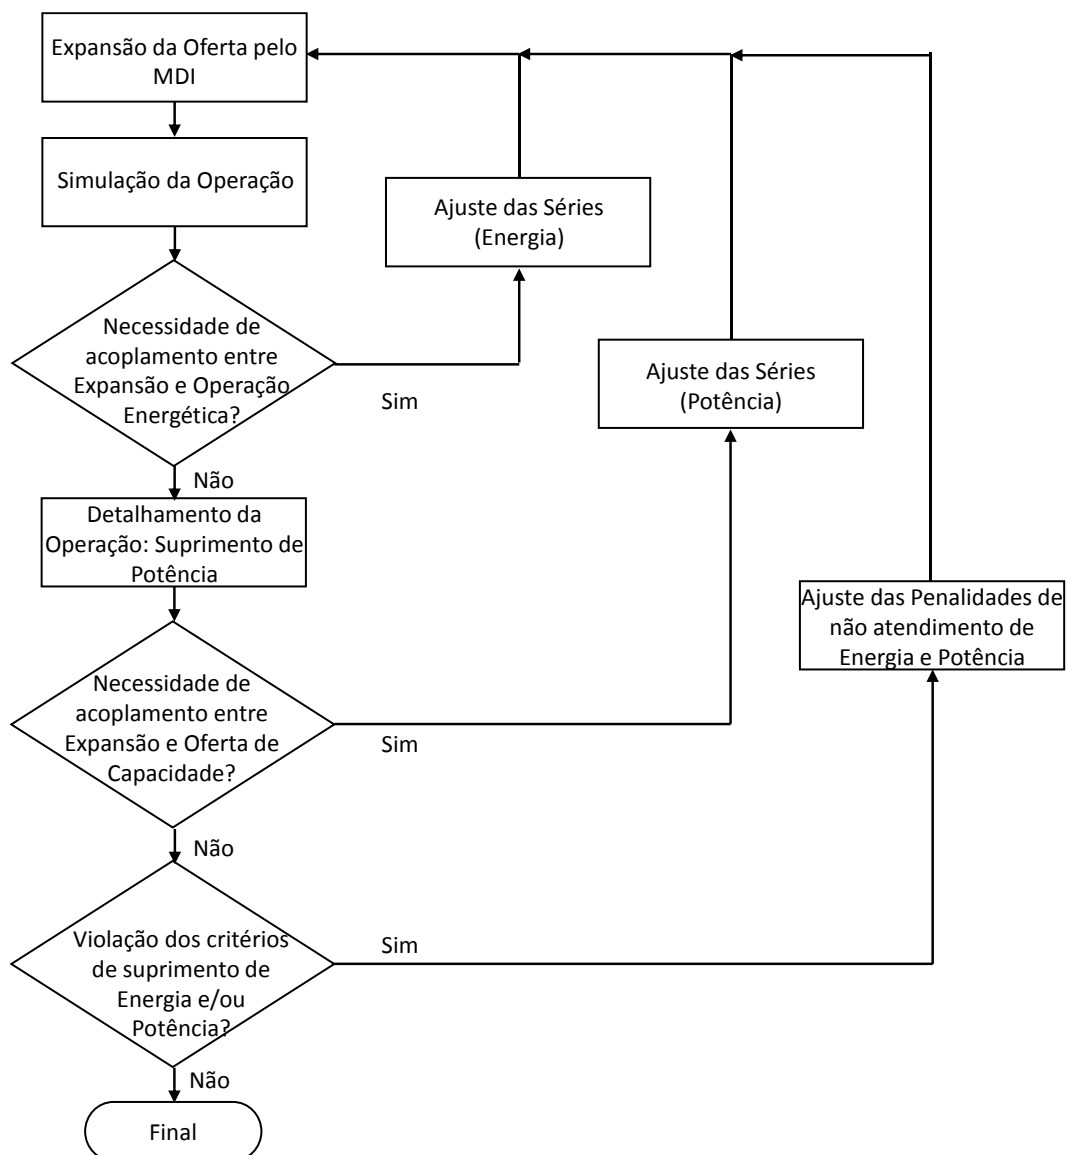 Expansão da Oferta pelo
MDI
Simulação da Operação
Ajuste das Séries
(Energia)
Necessidade de
acoplamento entre
Expansão e Operação
Energética?
Sim
Ajuste das Séries
(Potência)
Não
Detalhamento da
Operação: Suprimento de
Potência
Ajuste das Penalidades de
não atendimento de
Energia e Potência
Necessidade de
acoplamento entre
Expansão e Oferta de
Capacidade?
Sim
Não
Violação dos critérios
de suprimento de
Energia e/ou
Potência?
Sim
Não
Final